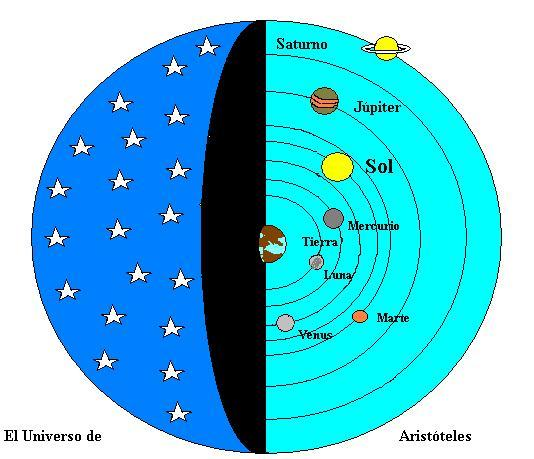 Saturno
Júpiter
Sol
Mercurio
Tierra
Luna
Marte
Venus
El Universo de Aristóteles